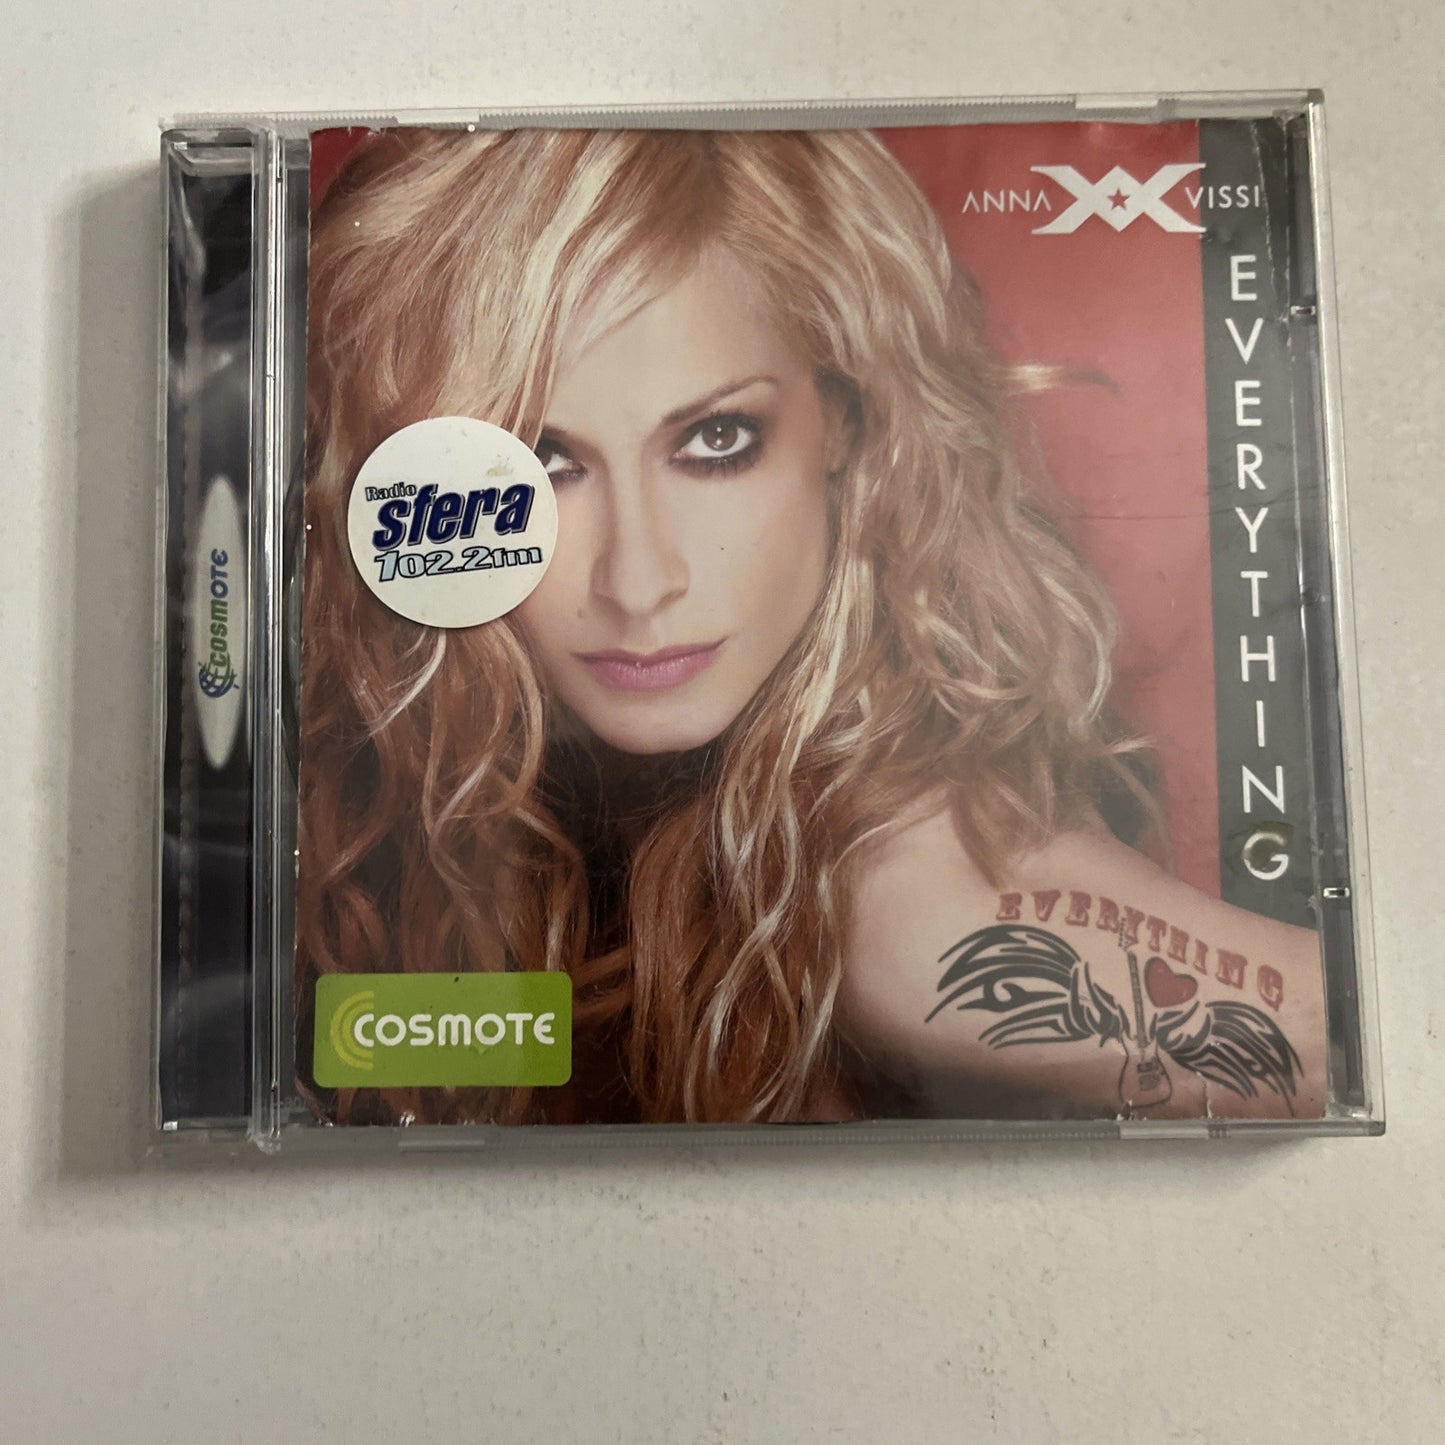 ANNA VISSI
EVERYTHING
Radio
sfera
102.2fm
COSMOTE
EVERYTHING
COSMOTE